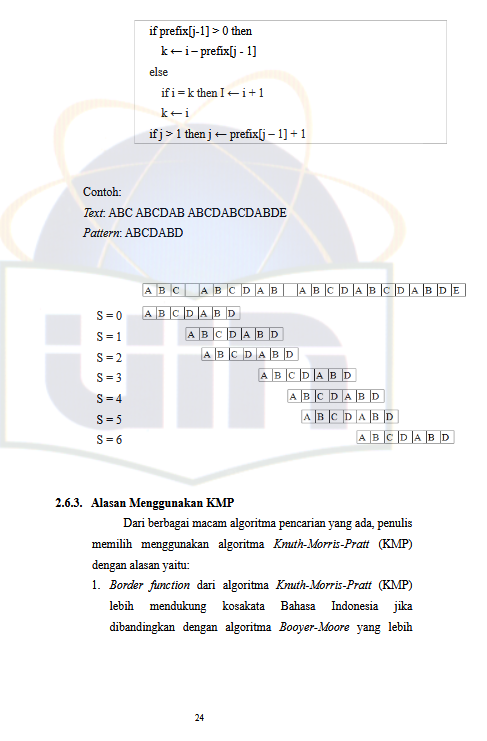 if prefix[j-1] > 0 then
k ← i – prefix[j - 1]
else
if i = k then I ← i + 1
k ← i
if j > 1 then j ← prefix[j – 1] + 1
Contoh:
Text: ABC ABCDAB ABCDABCDABDE
Pattern: ABCDABD
A B C A B C D A B A B C D A B C D A B D E
S = 0 A B C D A B D
S = 1 A B C D A B D
S = 2 A B C D A B D
S = 3 A B C D A B D
S = 4 A B C D A B D
S = 5 A B C D A B D
S = 6 A B C D A B D
2.6.3. Alasan Menggunakan KMP
Dari berbagai macam algoritma pencarian yang ada, penulis
memilih menggunakan algoritma Knuth-Morris-Pratt (KMP)
dengan alasan yaitu:
1. Border function dari algoritma Knuth-Morris-Pratt (KMP)
lebih mendukung kosakata Bahasa Indonesia jika
dibandingkan dengan algoritma Booyer-Moore yang lebih
24